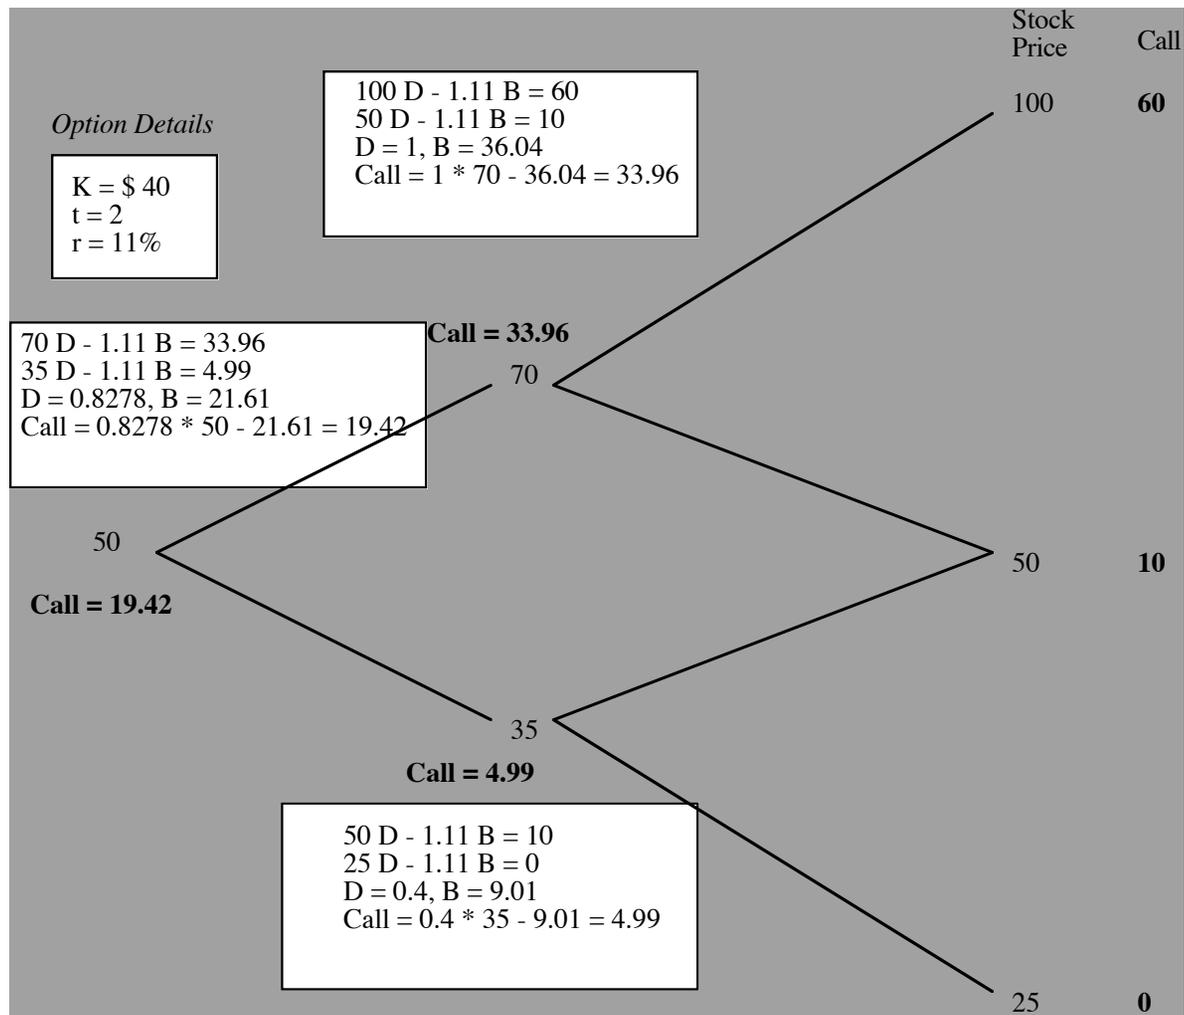 Stock
Price
Call
100
60
100 D - 1.11 B = 60
50 D - 1.11 B = 10
D = 1, B = 36.04
Call = 1 * 70 - 36.04 = 33.96
Option Details
K = $ 40
t = 2
r = 11%
70 D - 1.11 B = 33.96
35 D - 1.11 B = 4.99
D = 0.8278, B = 21.61
Call = 0.8278 * 50 - 21.61 = 19.42
Call = 33.96
70
50
Call = 19.42
50
10
35
Call = 4.99
50 D - 1.11 B = 10
25 D - 1.11 B = 0
D = 0.4, B = 9.01
Call = 0.4 * 35 - 9.01 = 4.99
25
0